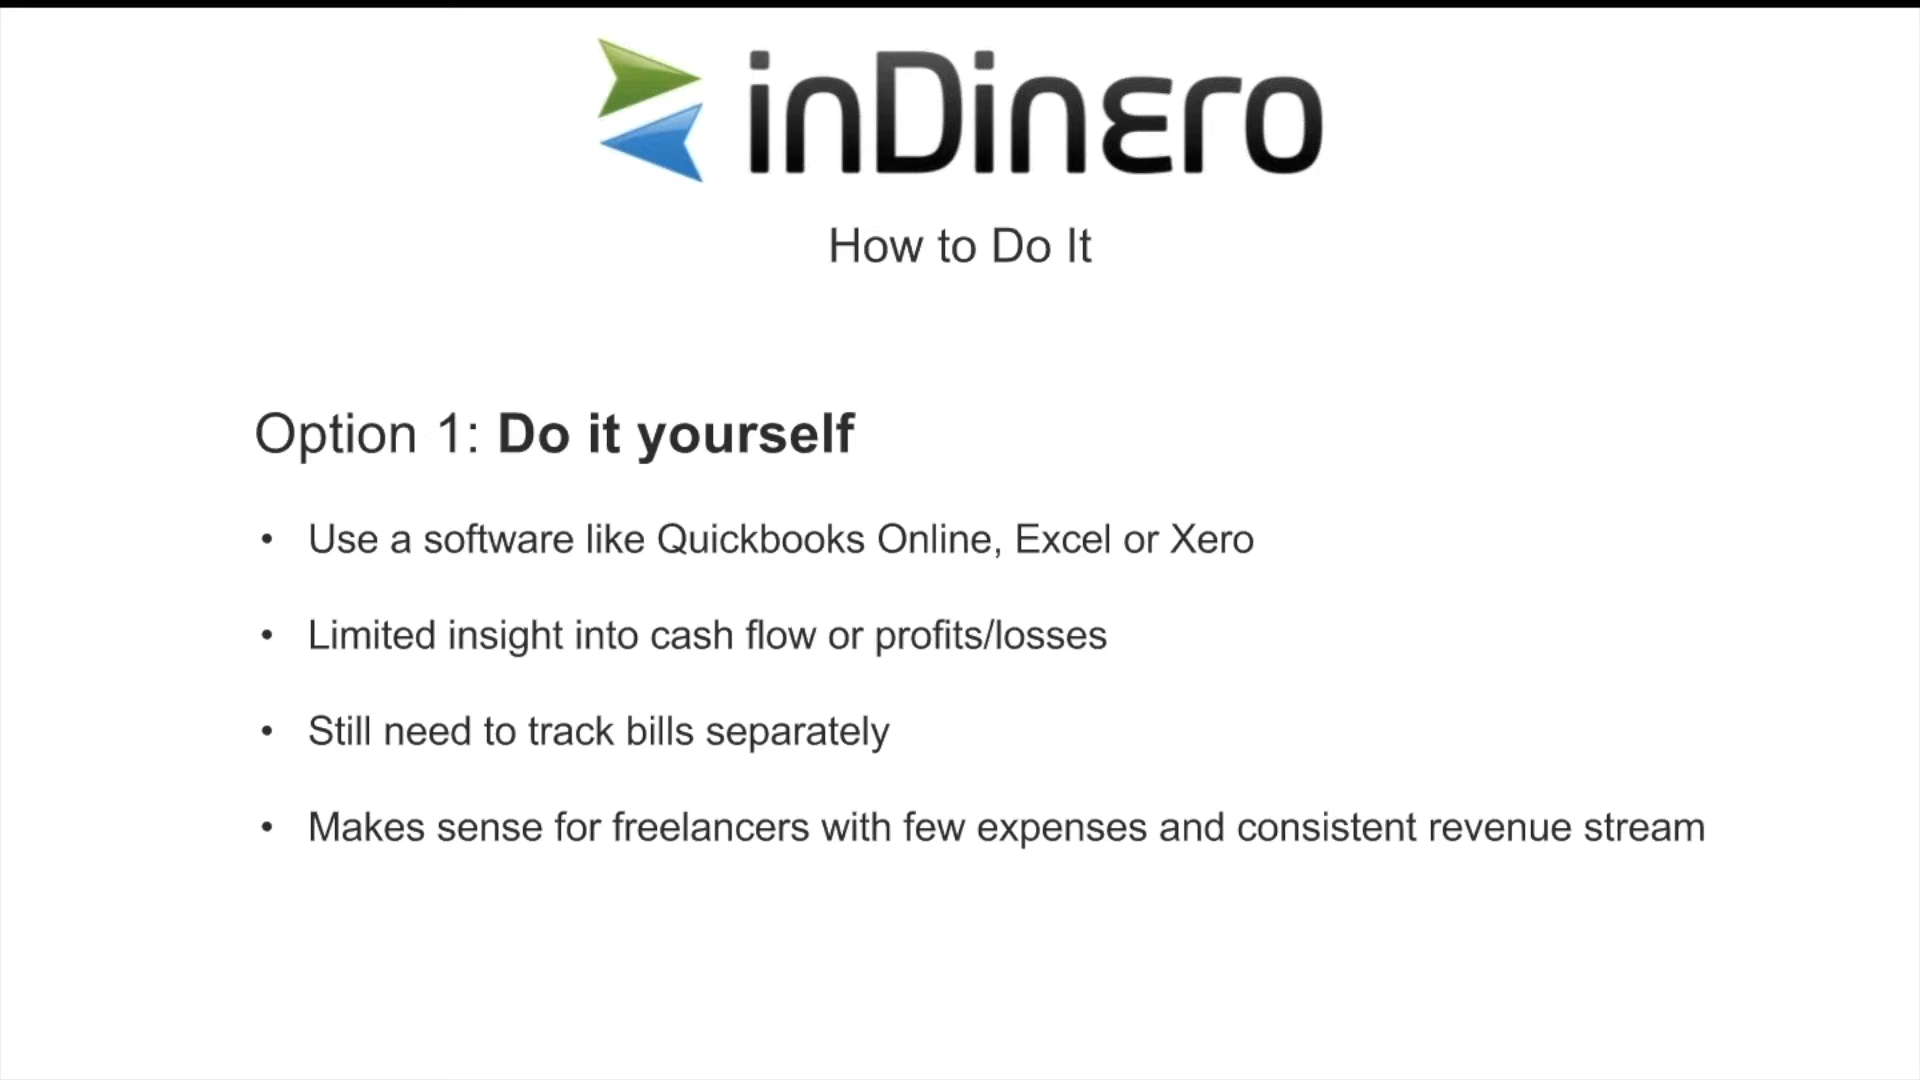 inDinero
How to Do It
Option 1: Do it yourself
• Use a software like Quickbooks Online, Excel or Xero
• Limited insight into cash flow or profits/losses
• Still need to track bills separately
• Makes sense for freelancers with few expenses and consistent revenue stream